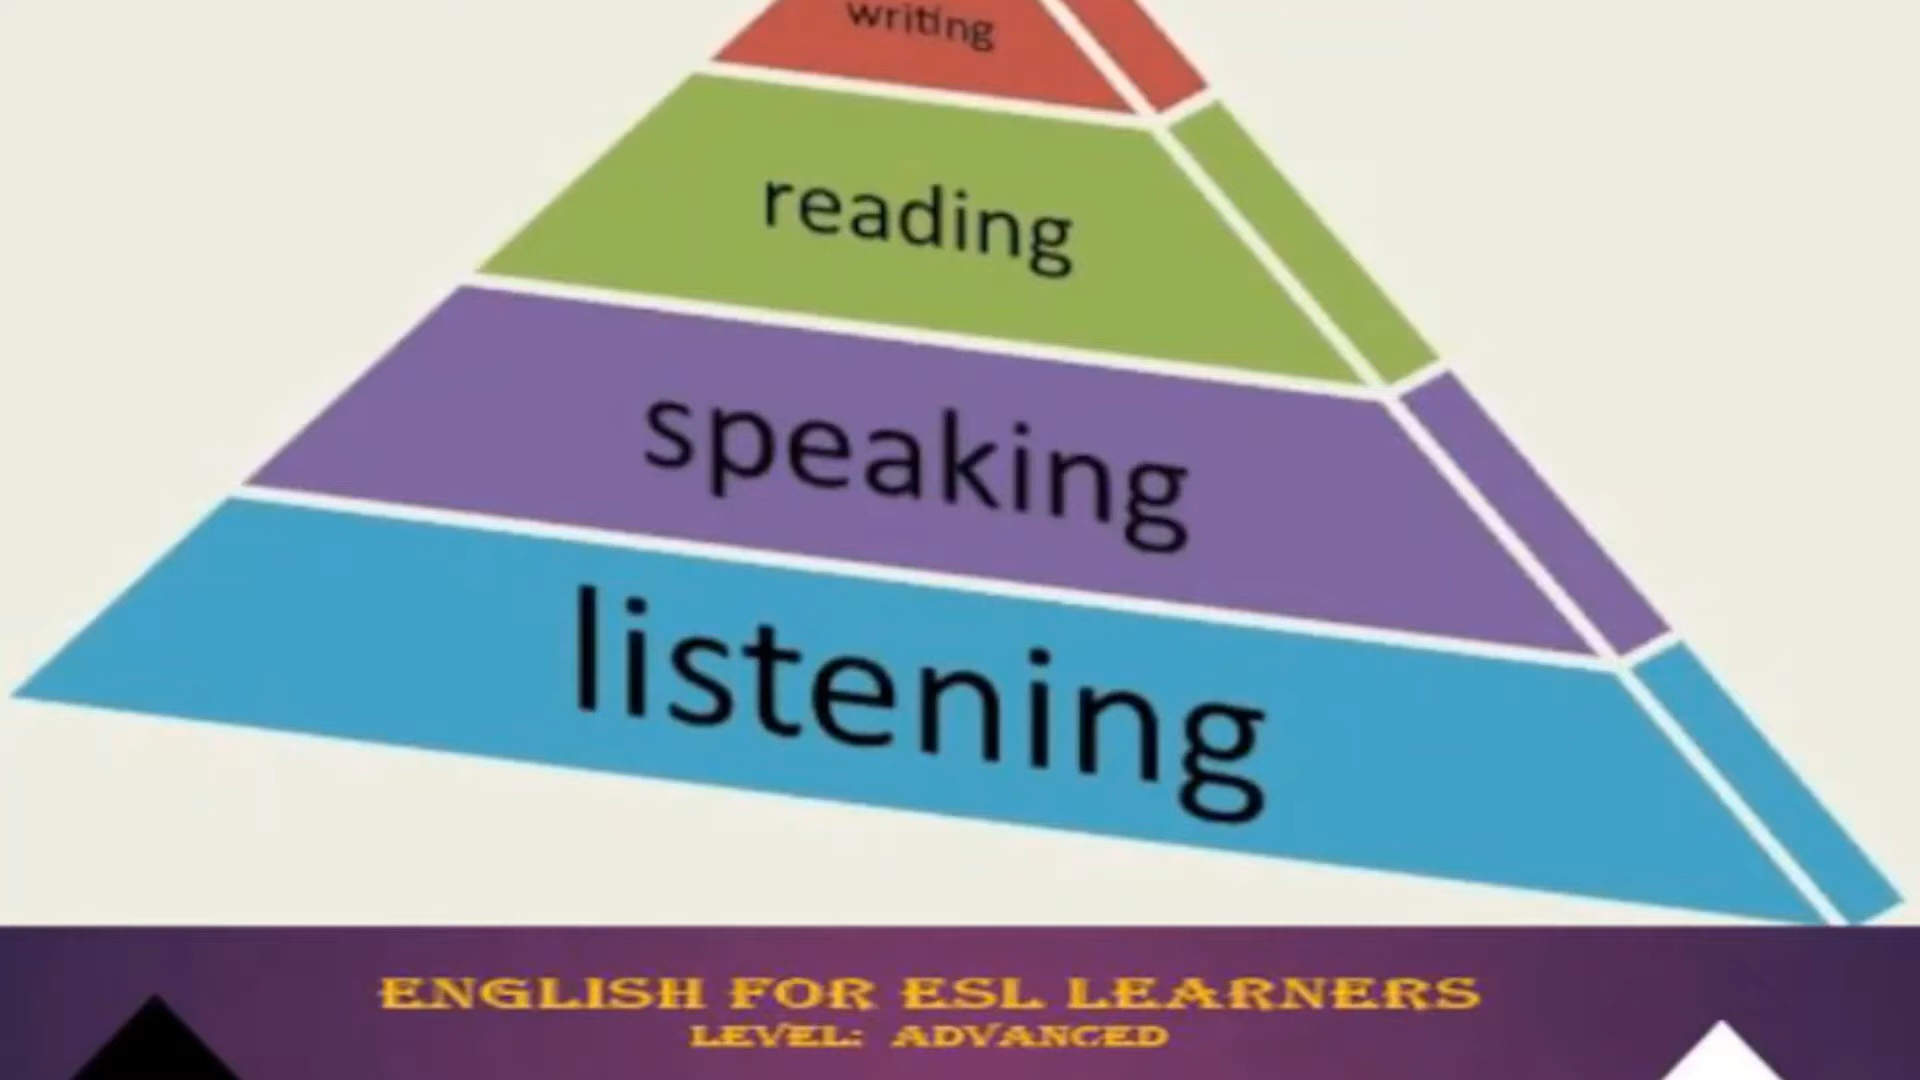 writing
reading
speaking
listening
ENGLISH FOR ESL LEARNERS
LEVEL: ADVANCED